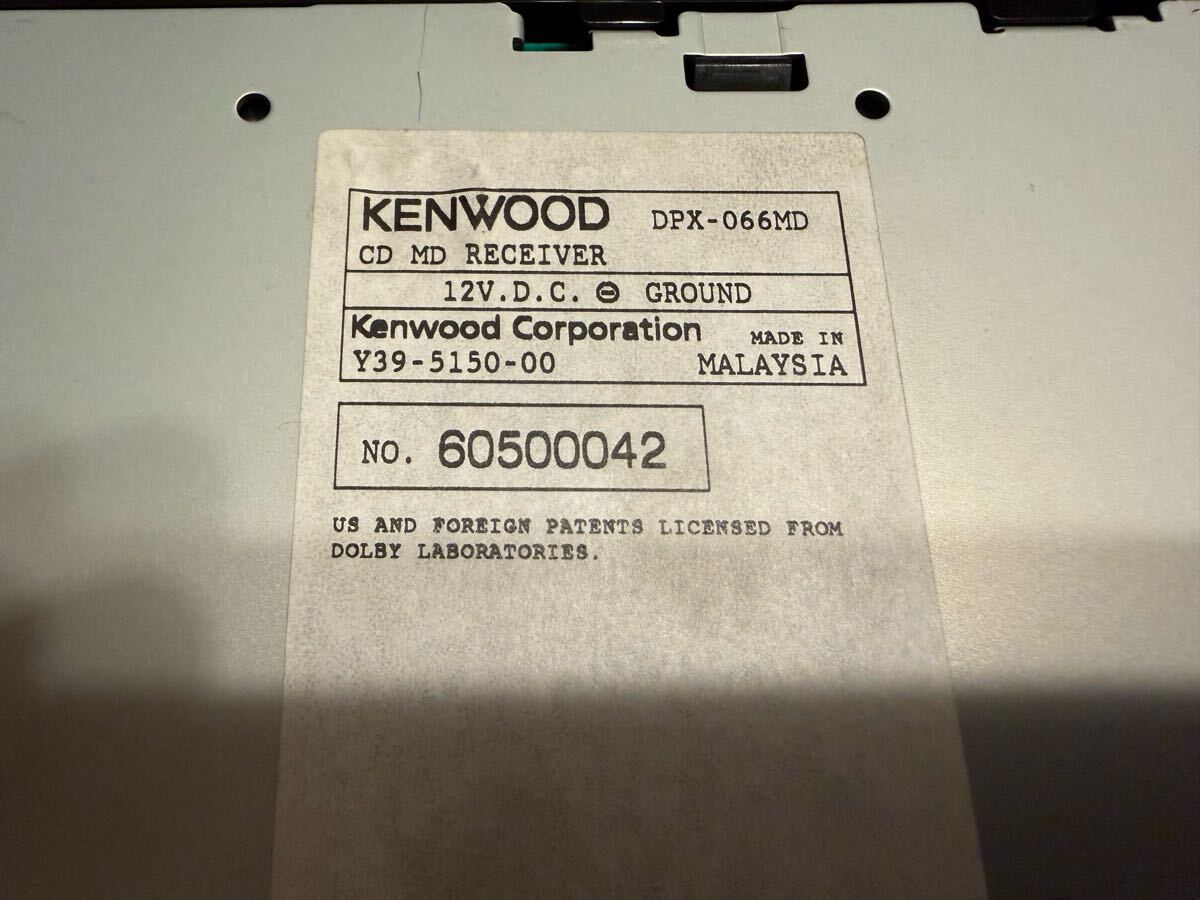 KENWOOD DPX-066MD
CD MD RECEIVER
12V.D.C. ⊖ GROUND
Kenwood Corporation MADE IN
Y39-5150-00 MALAYSIA
NO. 60500042
US AND FOREIGN PATENTS LICENSED FROM
DOLBY LABORATORIES.